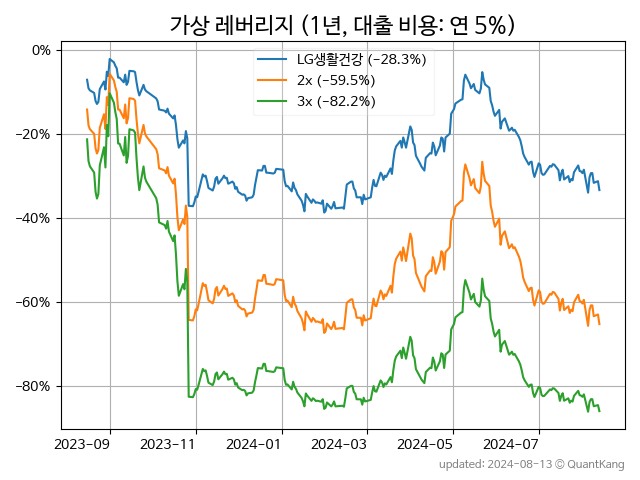 가상 레버리지 (1년, 대출 비용: 연 5%)
LG생활건강 (−28.3%)
2x (−59.5%)
3x (−82.2%)
0%
−20%
−40%
−60%
−80%
2023−09 2023−11 2024−01 2024−03 2024−05 2024−07
updated: 2024-08-13 ⓒ QuantKang